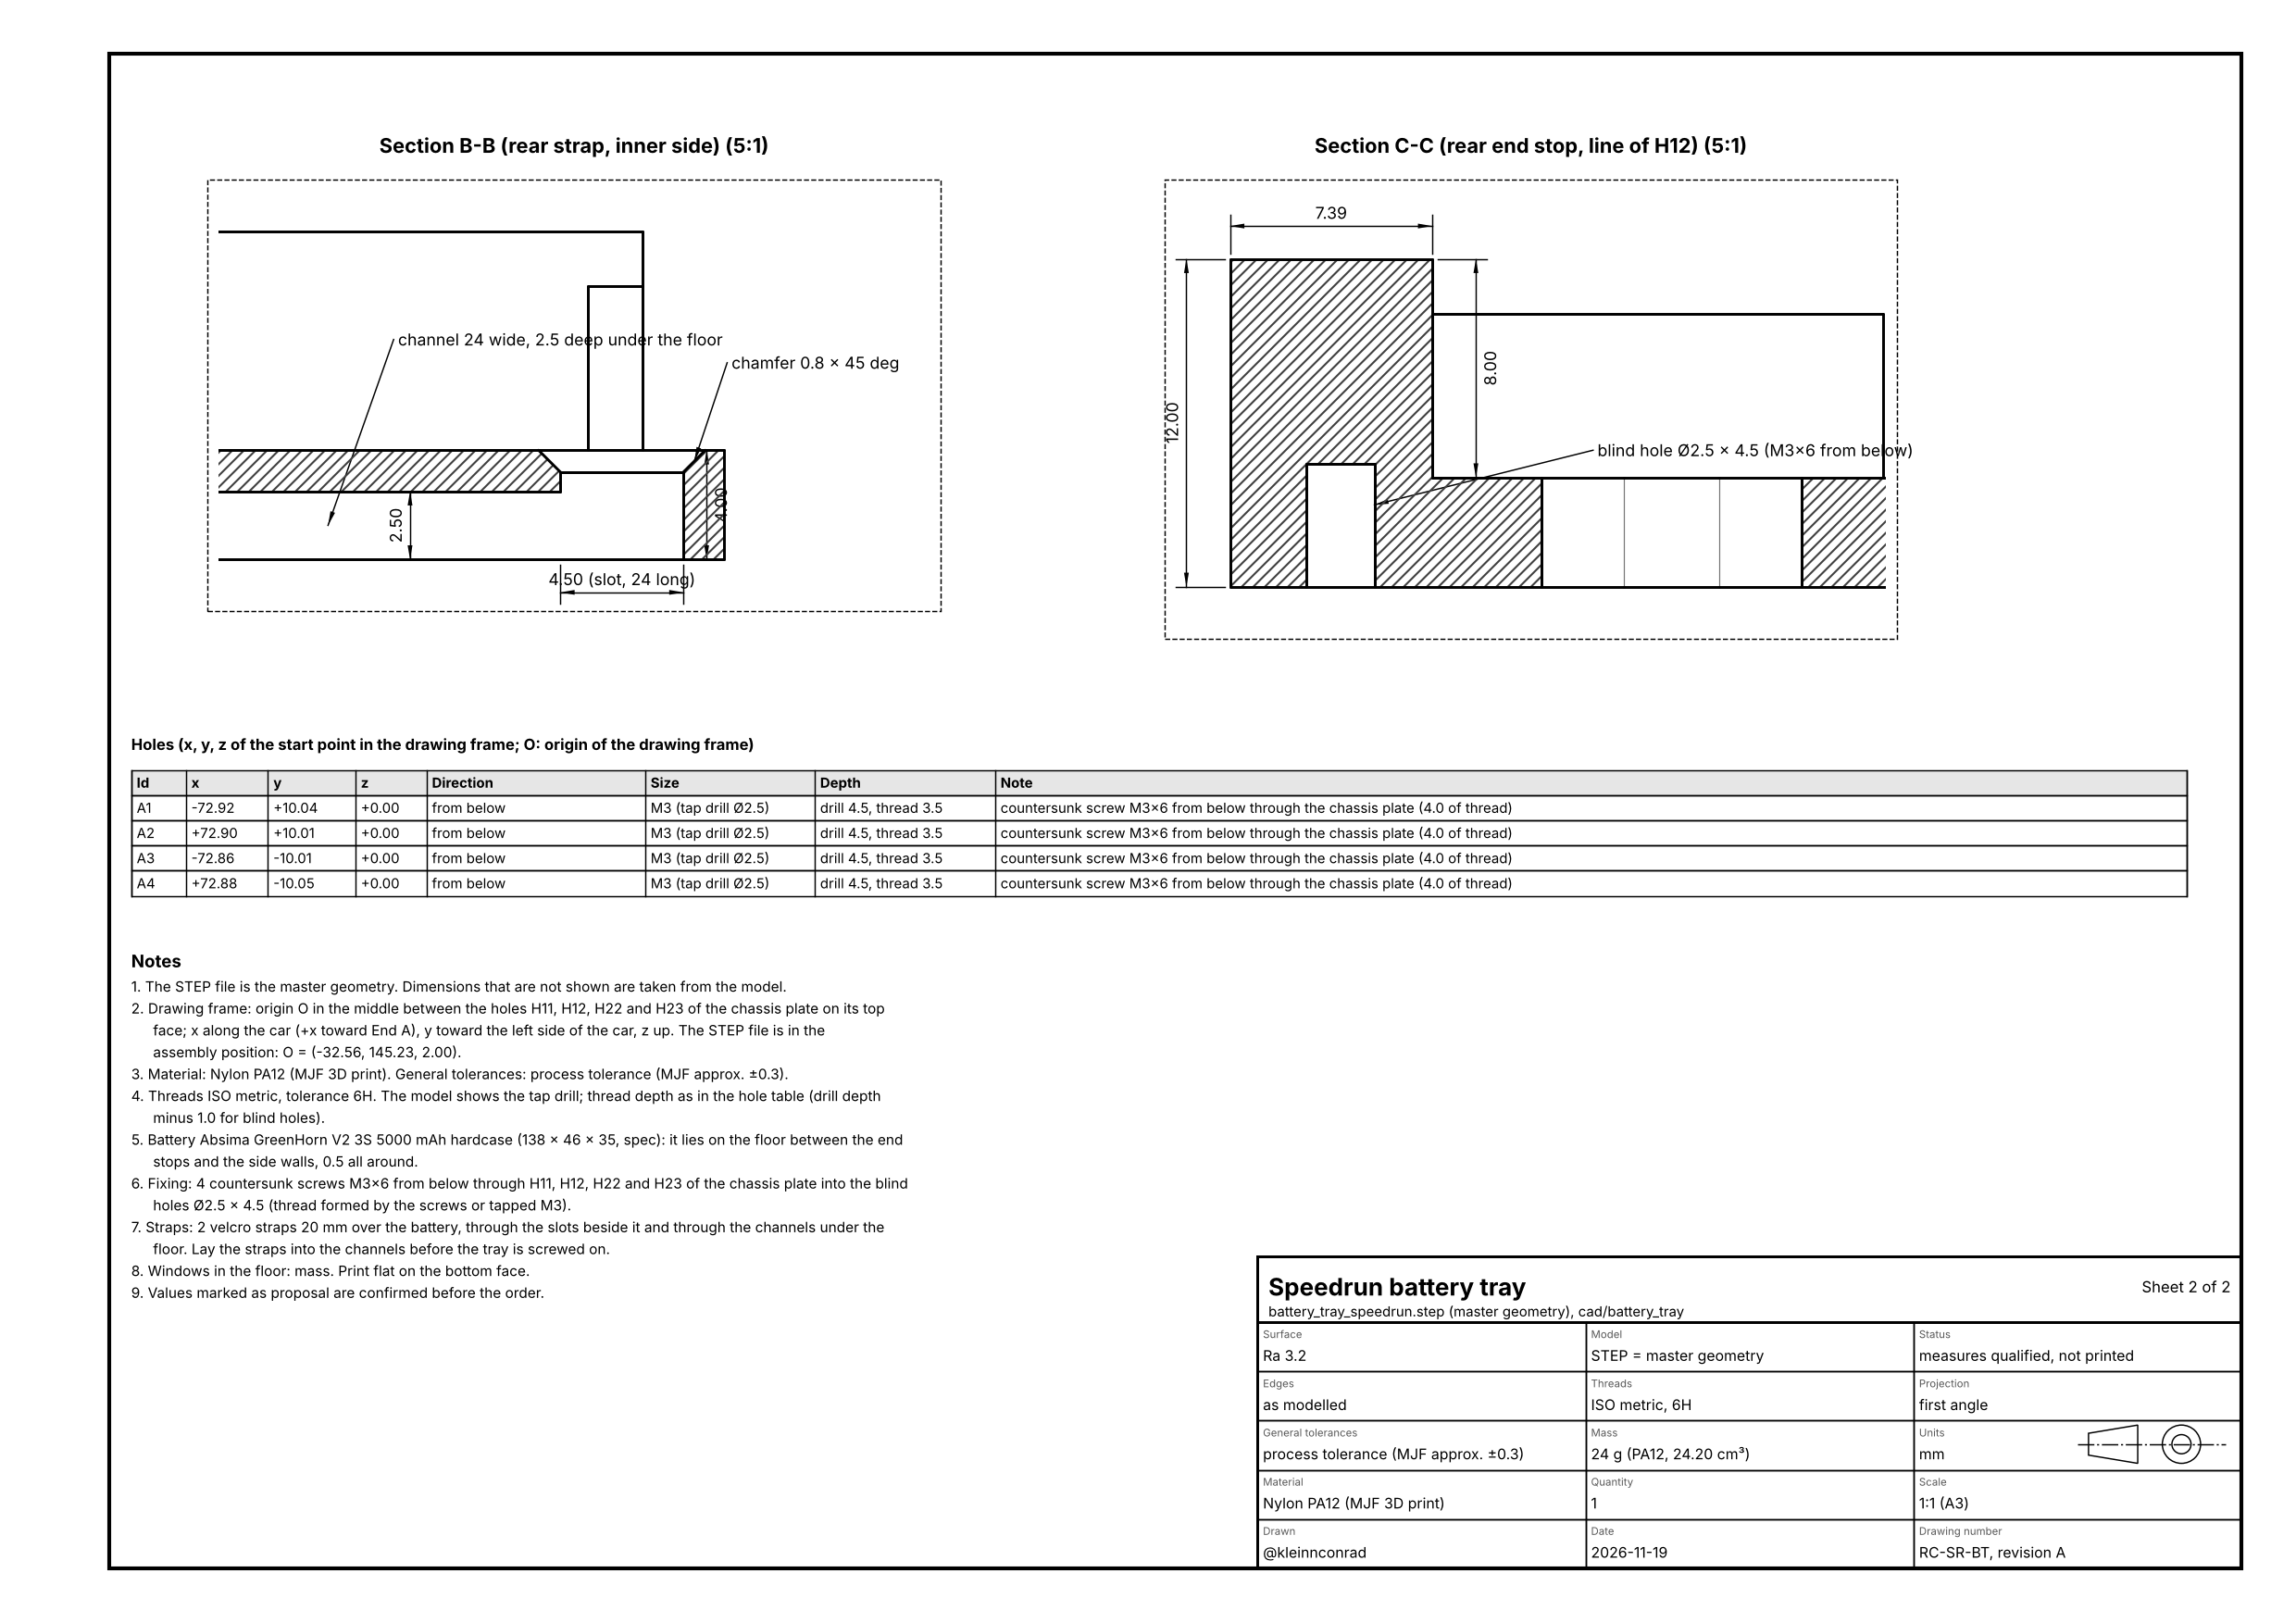 Section B-B (rear strap, inner side) (5:1)
channel 24 wide, 2.5 deep under the floor
chamfer 0.8 × 45 deg
2.50
4.00
4.50 (slot, 24 long)
Section C-C (rear end stop, line of H12) (5:1)
7.39
12.00
8.00
blind hole Ø2.5 × 4.5 (M3×6 from below)
Holes (x, y, z of the start point in the drawing frame; O: origin of the drawing frame)
Id x y z Direction Size Depth Note
A1 -72.92 +10.04 +0.00 from below M3 (tap drill Ø2.5) drill 4.5, thread 3.5 countersunk screw M3×6 from below through the chassis plate (4.0 of thread)
A2 +72.90 +10.01 +0.00 from below M3 (tap drill Ø2.5) drill 4.5, thread 3.5 countersunk screw M3×6 from below through the chassis plate (4.0 of thread)
A3 -72.86 -10.01 +0.00 from below M3 (tap drill Ø2.5) drill 4.5, thread 3.5 countersunk screw M3×6 from below through the chassis plate (4.0 of thread)
A4 +72.88 -10.05 +0.00 from below M3 (tap drill Ø2.5) drill 4.5, thread 3.5 countersunk screw M3×6 from below through the chassis plate (4.0 of thread)
Notes
1. The STEP file is the master geometry. Dimensions that are not shown are taken from the model.
2. Drawing frame: origin O in the middle between the holes H11, H12, H22 and H23 of the chassis plate on its top
face; x along the car (+x toward End A), y toward the left side of the car, z up. The STEP file is in the
assembly position: O = (-32.56, 145.23, 2.00).
3. Material: Nylon PA12 (MJF 3D print). General tolerances: process tolerance (MJF approx. ±0.3).
4. Threads ISO metric, tolerance 6H. The model shows the tap drill; thread depth as in the hole table (drill depth
minus 1.0 for blind holes).
5. Battery Absima GreenHorn V2 3S 5000 mAh hardcase (138 × 46 × 35, spec): it lies on the floor between the end
stops and the side walls, 0.5 all around.
6. Fixing: 4 countersunk screws M3×6 from below through H11, H12, H22 and H23 of the chassis plate into the blind
holes Ø2.5 × 4.5 (thread formed by the screws or tapped M3).
7. Straps: 2 velcro straps 20 mm over the battery, through the slots beside it and through the channels under the
floor. Lay the straps into the channels before the tray is screwed on.
8. Windows in the floor: mass. Print flat on the bottom face.
9. Values marked as proposal are confirmed before the order.
Speedrun battery tray
Sheet 2 of 2
battery_tray_speedrun.step (master geometry), cad/battery_tray
Surface Model Status
Ra 3.2 STEP = master geometry measures qualified, not printed
Edges Threads Projection
as modelled ISO metric, 6H first angle
General tolerances Mass Units
process tolerance (MJF approx. ±0.3) 24 g (PA12, 24.20 cm³) mm
Material Quantity Scale
Nylon PA12 (MJF 3D print) 1 1:1 (A3)
Drawn Date Drawing number
@kleinnconrad 2026-11-19 RC-SR-BT, revision A